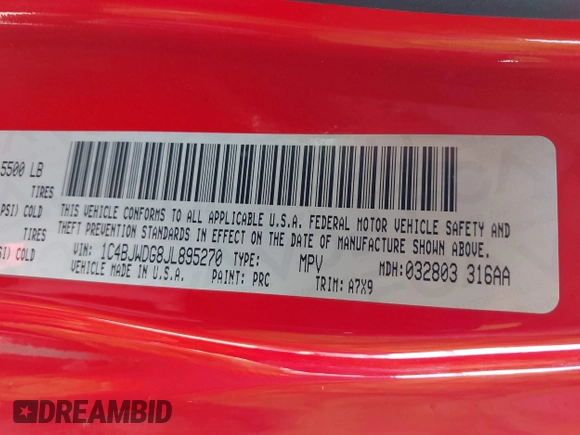 5500 LB
TIRES
PSI) COLD
TIRES
SI) COLD
THIS VEHICLE CONFORMS TO ALL APPLICABLE U.S.A. FEDERAL MOTOR VEHICLE SAFETY AND
THEFT PREVENTION STANDARDS IN EFFECT ON THE DATE OF MANUFACTURE SHOWN ABOVE.
VIN: 1C4BJWDG8JL895270 TYPE: MPV MDH:032803 316AA
VEHICLE MADE IN U.S.A. PAINT: PRC TRIM: A7X9
DREAMBID